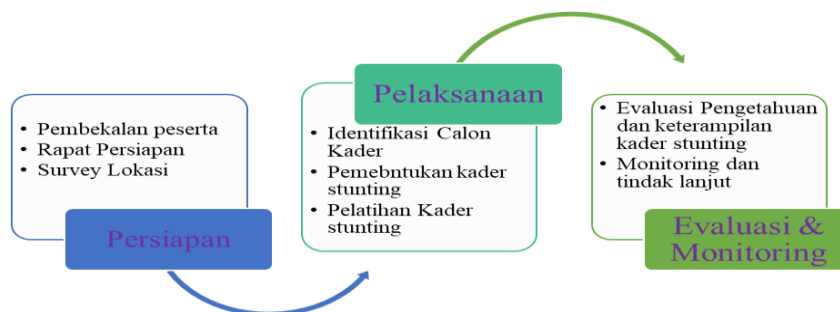 • Pembekalan peserta
• Rapat Persiapan
• Survey Lokasi
Persiapan
Pelaksanaan
• Identifikasi Calon
Kader
• Pemebntukan kader
stunting
• Pelatihan Kader
stunting
• Evaluasi Pengetahuan
dan keterampilan
kader stunting
• Monitoring dan
tindak lanjut
Evaluasi &
Monitoring